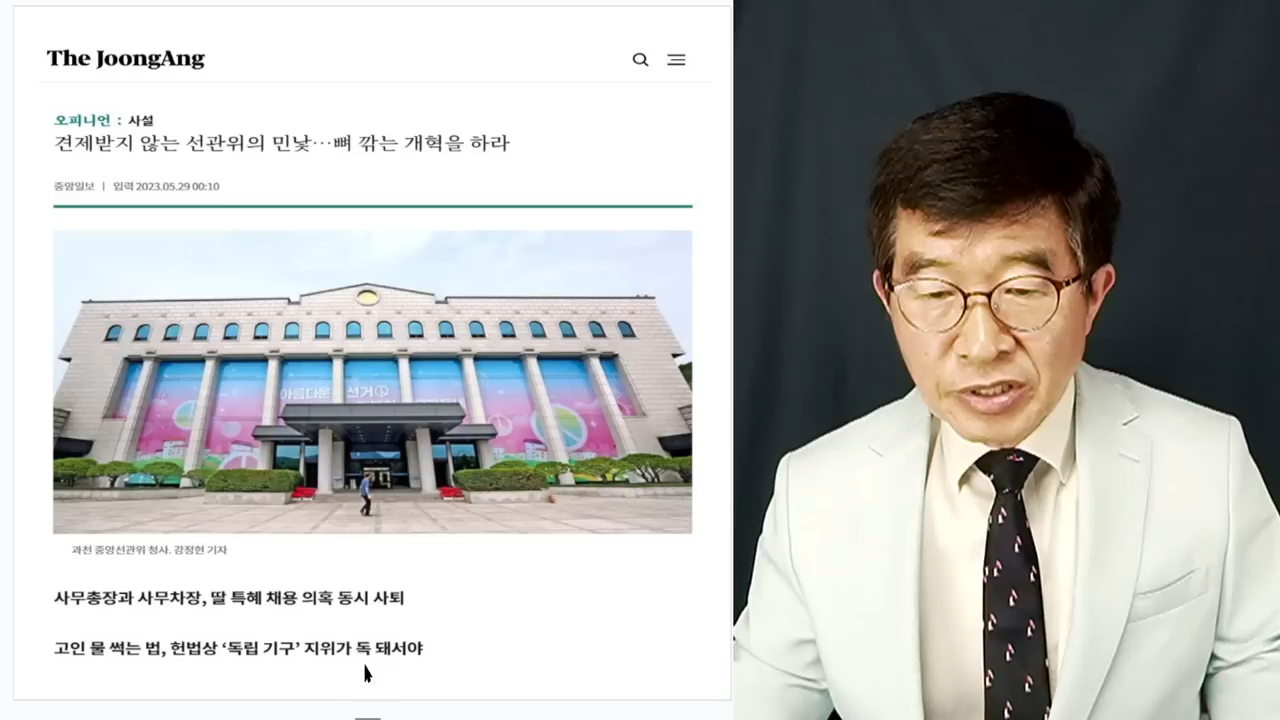 The JoongAng
오피니언 : 사설
견제받지 않는 선관위의 민낯…뼈 깎는 개혁을 하라
중앙일보 | 입력 2023.05.29 00:10
아름다운 선거
과천 중앙선관위 청사. 강정현 기자
사무총장과 사무차장, 딸 특혜 채용 의혹 동시 사퇴
고인 물 썩는 법, 헌법상 ‘독립 기구’ 지위가 독 돼서야